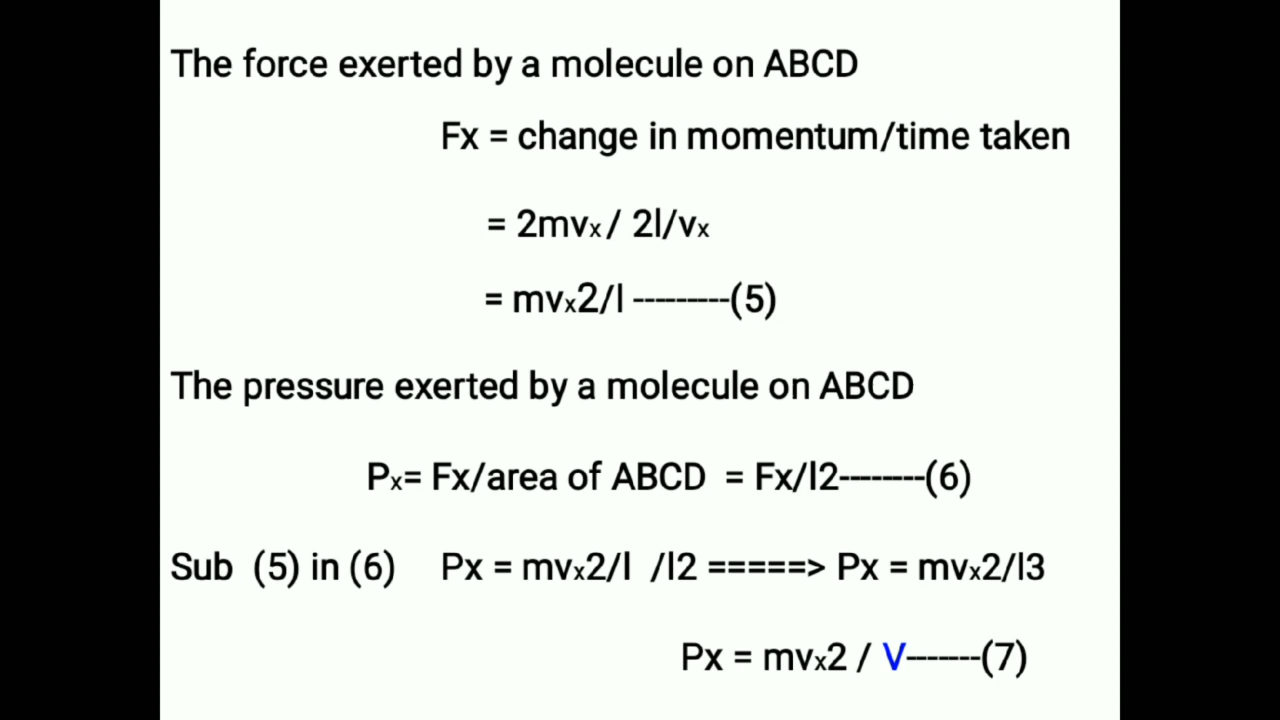 The force exerted by a molecule on ABCD
Fx = change in momentum/time taken
= 2mvx / 2l/vx
= mvx2/l ---------(5)
The pressure exerted by a molecule on ABCD
Px= Fx/area of ABCD = Fx/l2--------(6)
Sub (5) in (6) Px = mvx2/l /l2 =====> Px = mvx2/l3
Px = mvx2 / V-------(7)